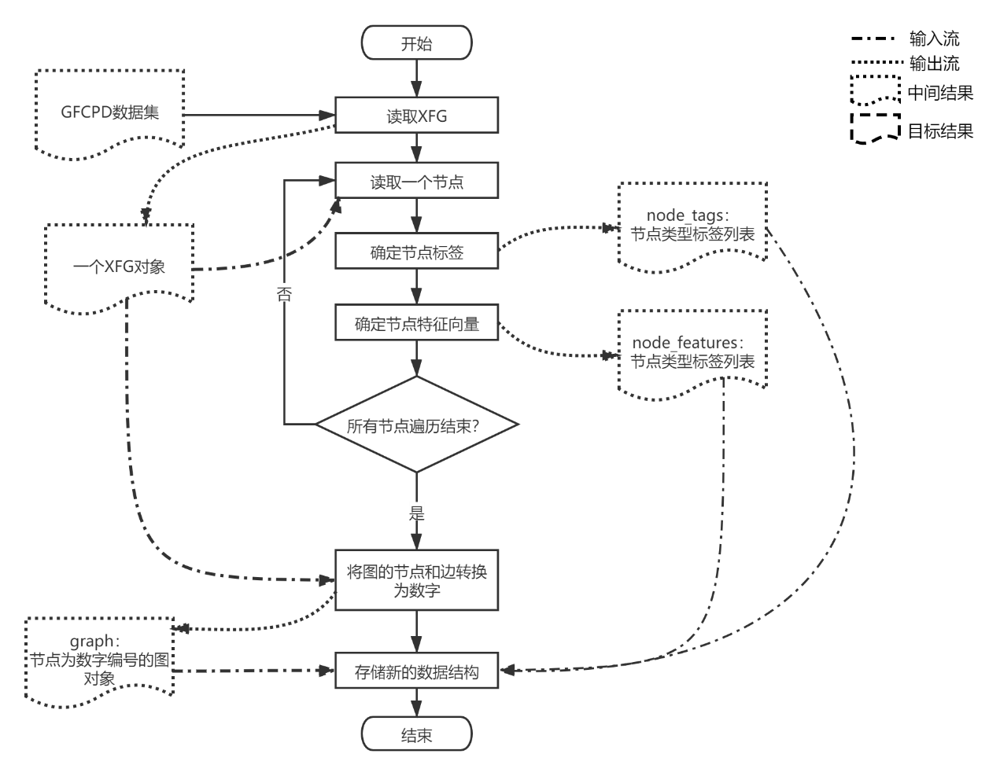 开始
输入流
输出流
中间结果
目标结果
GFCPD数据集
读取XFG
读取一个节点
node_tags：
节点类型标签列表
确定节点标签
一个XFG对象
否
确定节点特征向量
node_features：
节点类型标签列表
所有节点遍历结束？
是
将图的节点和边转换
为数字
graph：
节点为数字编号的图
对象
存储新的数据结构
结束